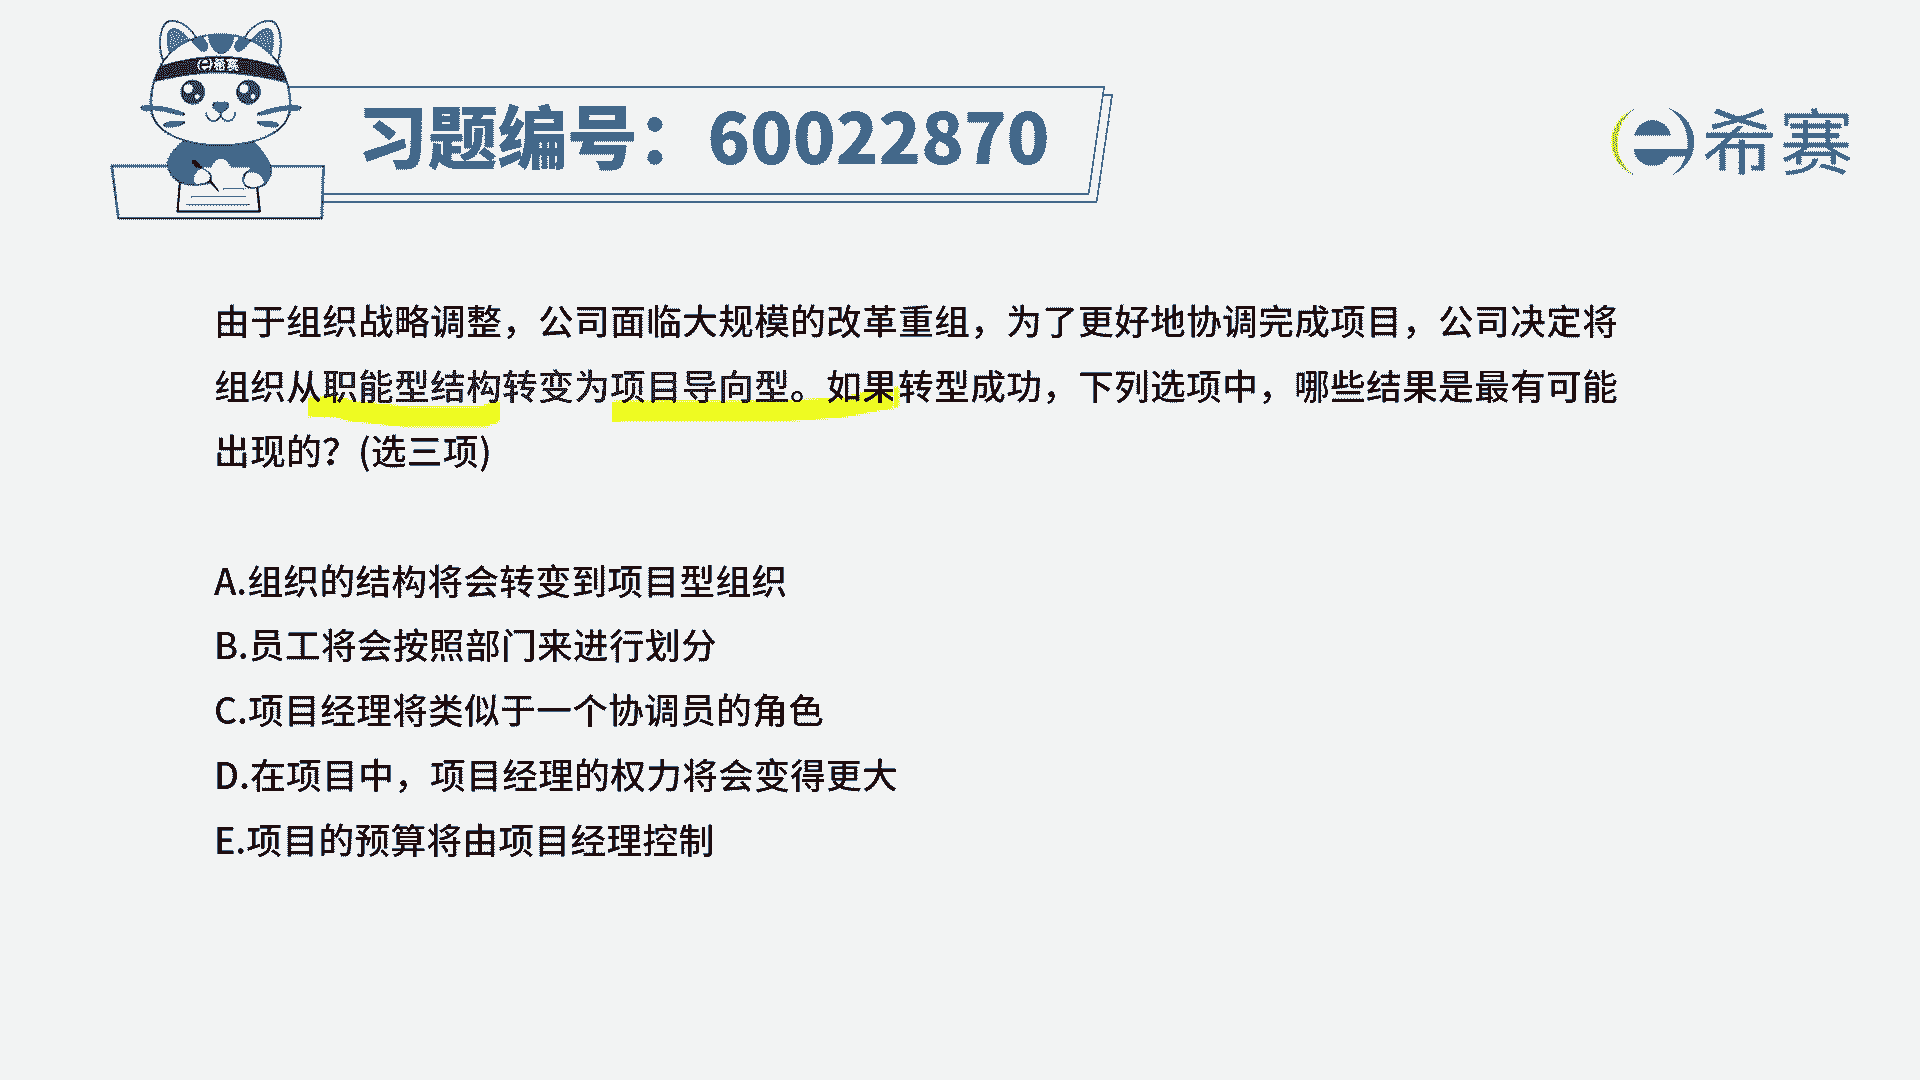 e希赛
习题编号：60022870
e希赛
由于组织战略调整，公司面临大规模的改革重组，为了更好地协调完成项目，公司决定将
组织从职能型结构转变为项目导向型。如果转型成功，下列选项中，哪些结果是最有可能
出现的？(选三项)
A.组织的结构将会转变到项目型组织
B.员工将会按照部门来进行划分
C.项目经理将类似于一个协调员的角色
D.在项目中，项目经理的权力将会变得更大
E.项目的预算将由项目经理控制